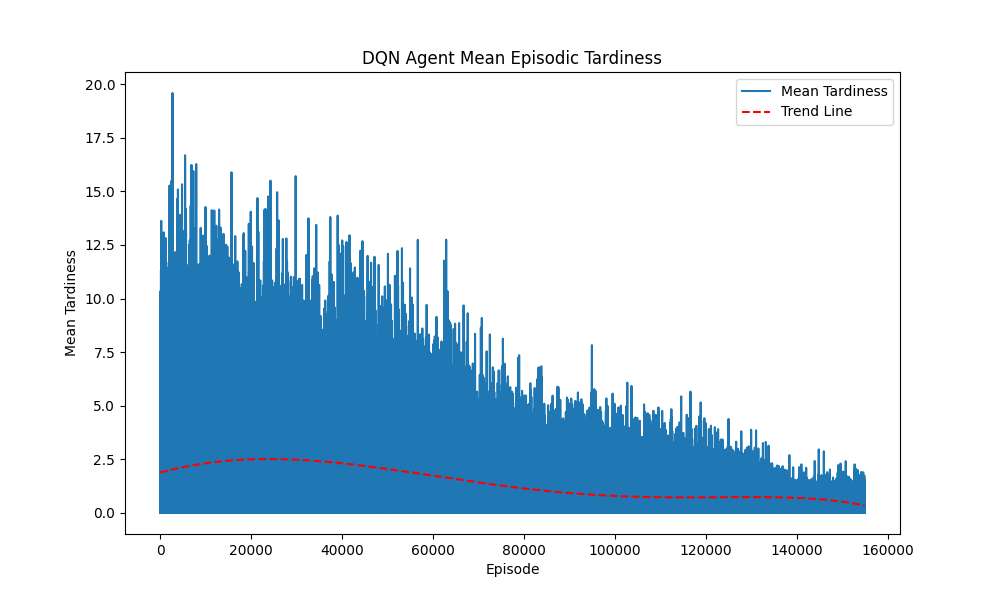 DQN Agent Mean Episodic Tardiness
Mean Tardiness
Trend Line
20.0
17.5
15.0
12.5
10.0
7.5
5.0
2.5
0.0
Mean Tardiness
0 20000 40000 60000 80000 100000 120000 140000 160000
Episode